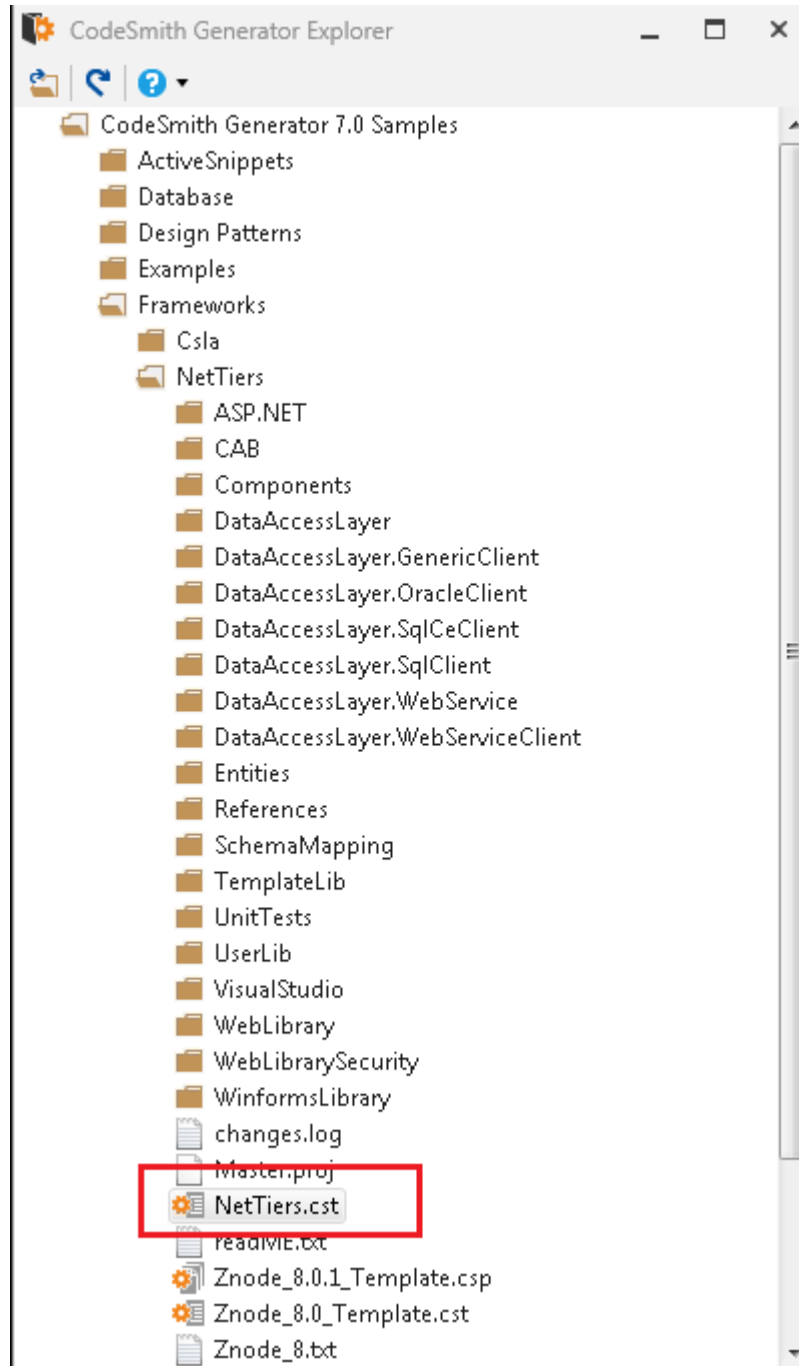 CodeSmith Generator Explorer
CodeSmith Generator 7.0 Samples
ActiveSnippets
Database
Design Patterns
Examples
Frameworks
Csla
NetTiers
ASP.NET
CAB
Components
DataAccessLayer
DataAccessLayer.GenericClient
DataAccessLayer.OracleClient
DataAccessLayer.SqlCeClient
DataAccessLayer.SqlClient
DataAccessLayer.WebService
DataAccessLayer.WebServiceClient
Entities
References
SchemaMapping
TemplateLib
UnitTests
UserLib
VisualStudio
WebLibrary
WebLibrarySecurity
WinformsLibrary
changes.log
Master.proj
NetTiers.cst
readME.txt
Znode_8.0.1_Template.csp
Znode_8.0_Template.cst
Znode_8.txt